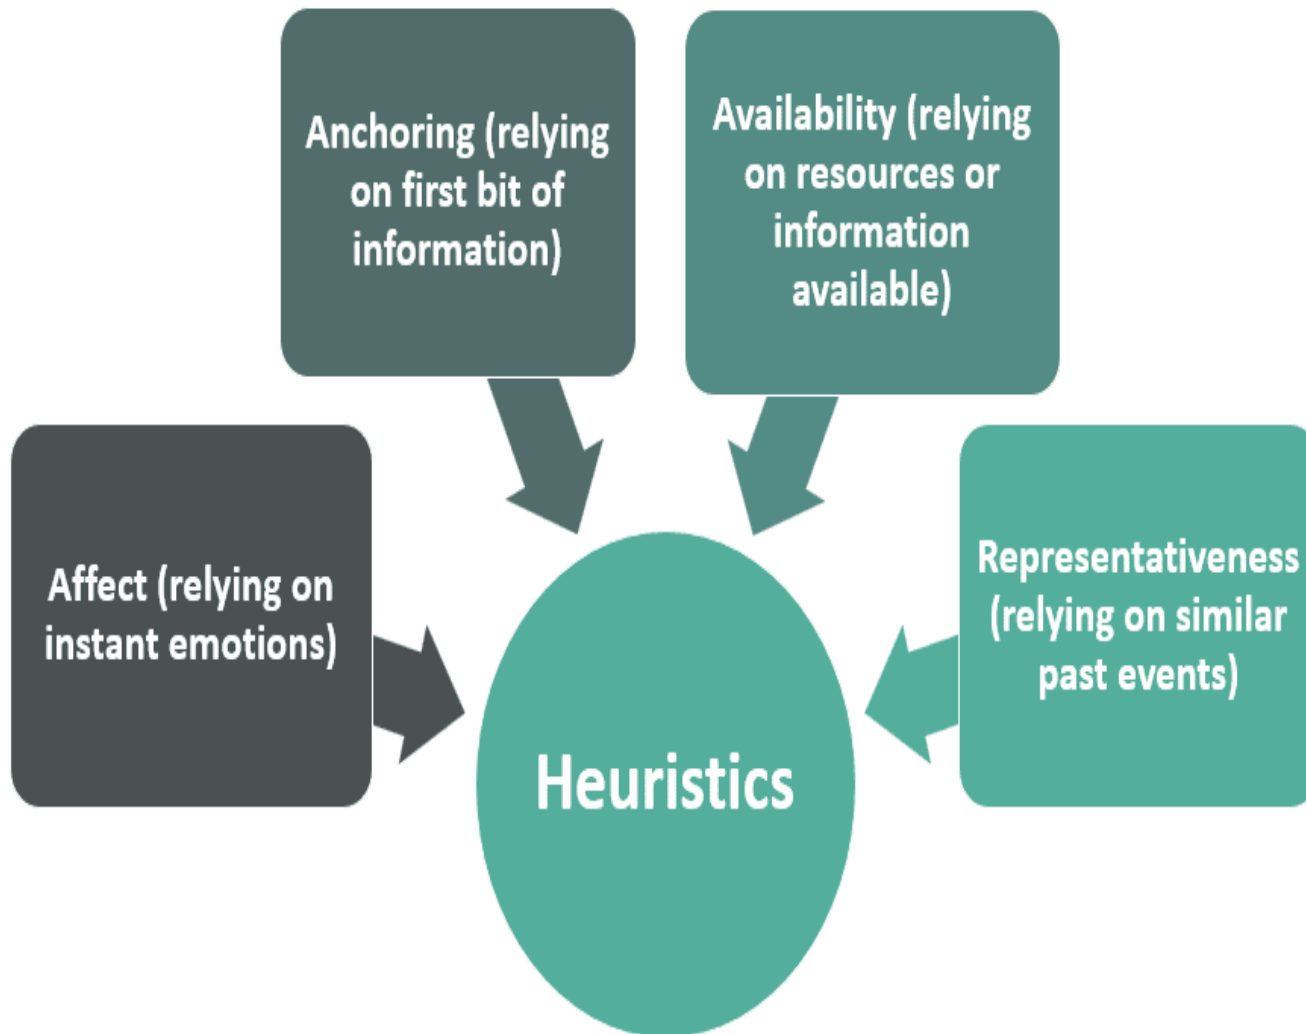 Anchoring (relying
on first bit of
information)
Availability (relying
on resources or
information
available)
Affect (relying on
instant emotions)
Representativeness
(relying on similar
past events)
Heuristics